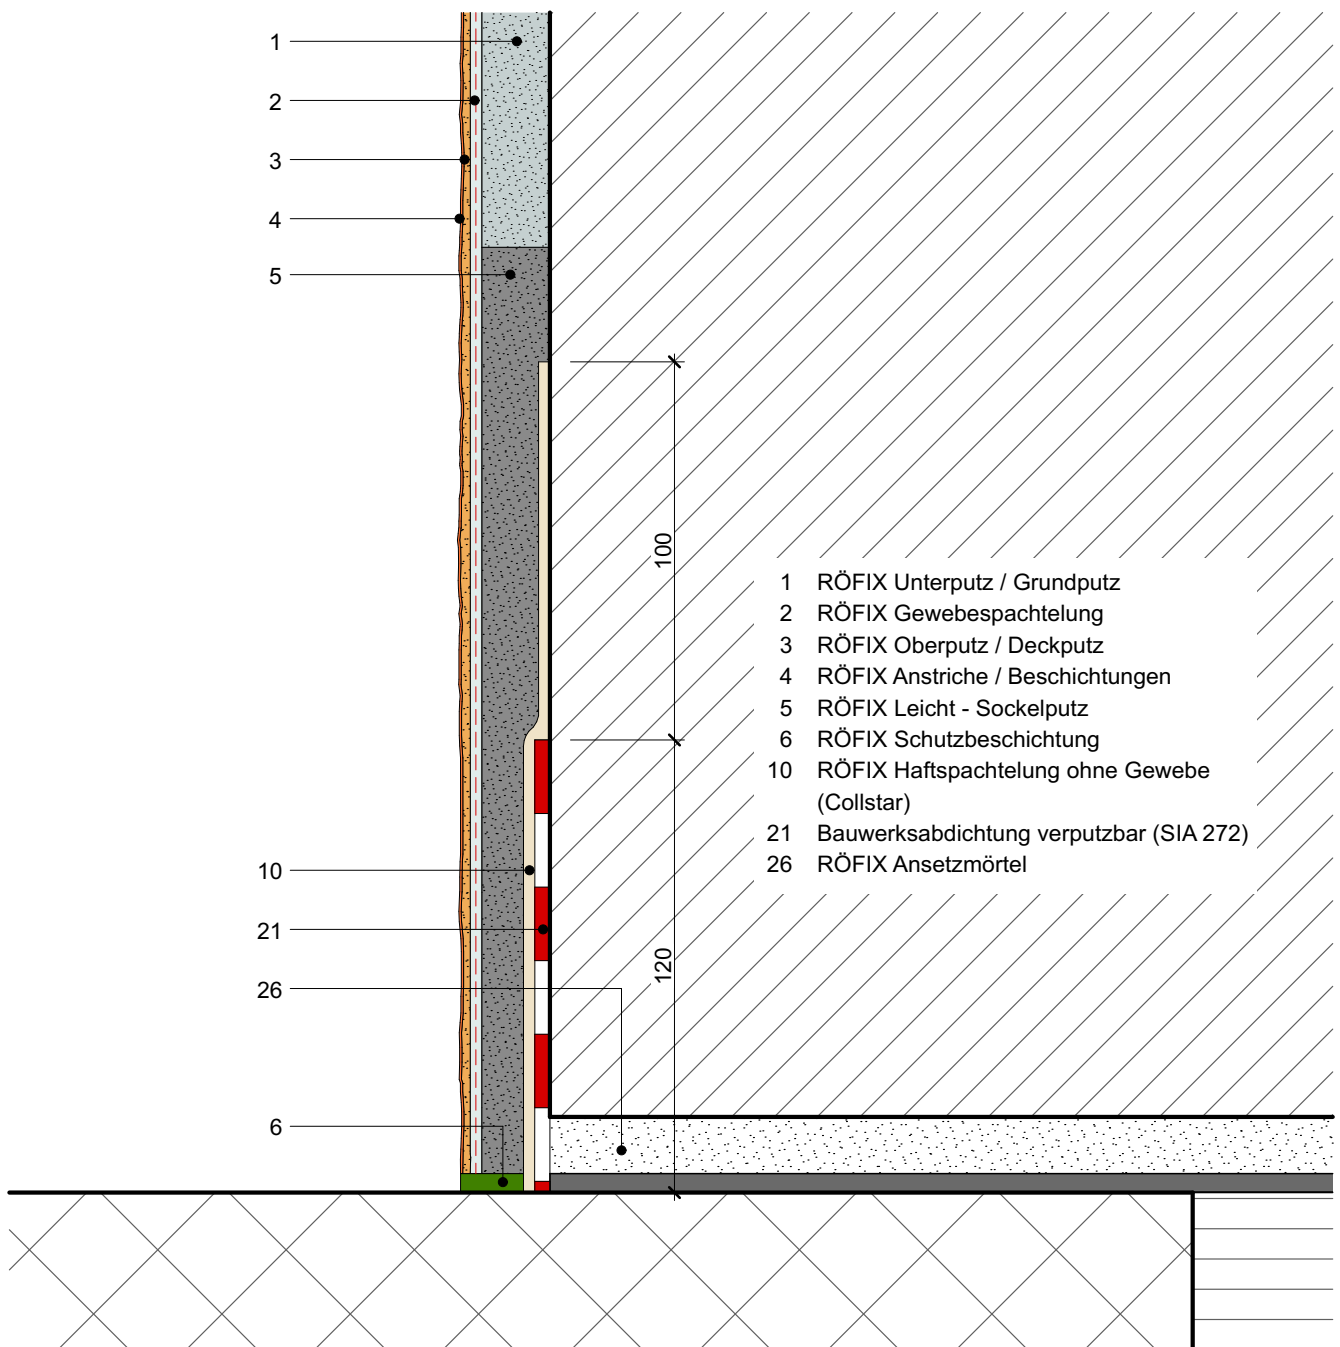 1
2
3
4
5
100
1 RÖFIX Unterputz / Grundputz
2 RÖFIX Gewebespachtelung
3 RÖFIX Oberputz / Deckputz
4 RÖFIX Anstriche / Beschichtungen
5 RÖFIX Leicht - Sockelputz
6 RÖFIX Schutzbeschichtung
10 RÖFIX Haftspachtelung ohne Gewebe
(Collstar)
21 Bauwerksabdichtung verputzbar (SIA 272)
26 RÖFIX Ansetzmörtel
10
21
120
26
6